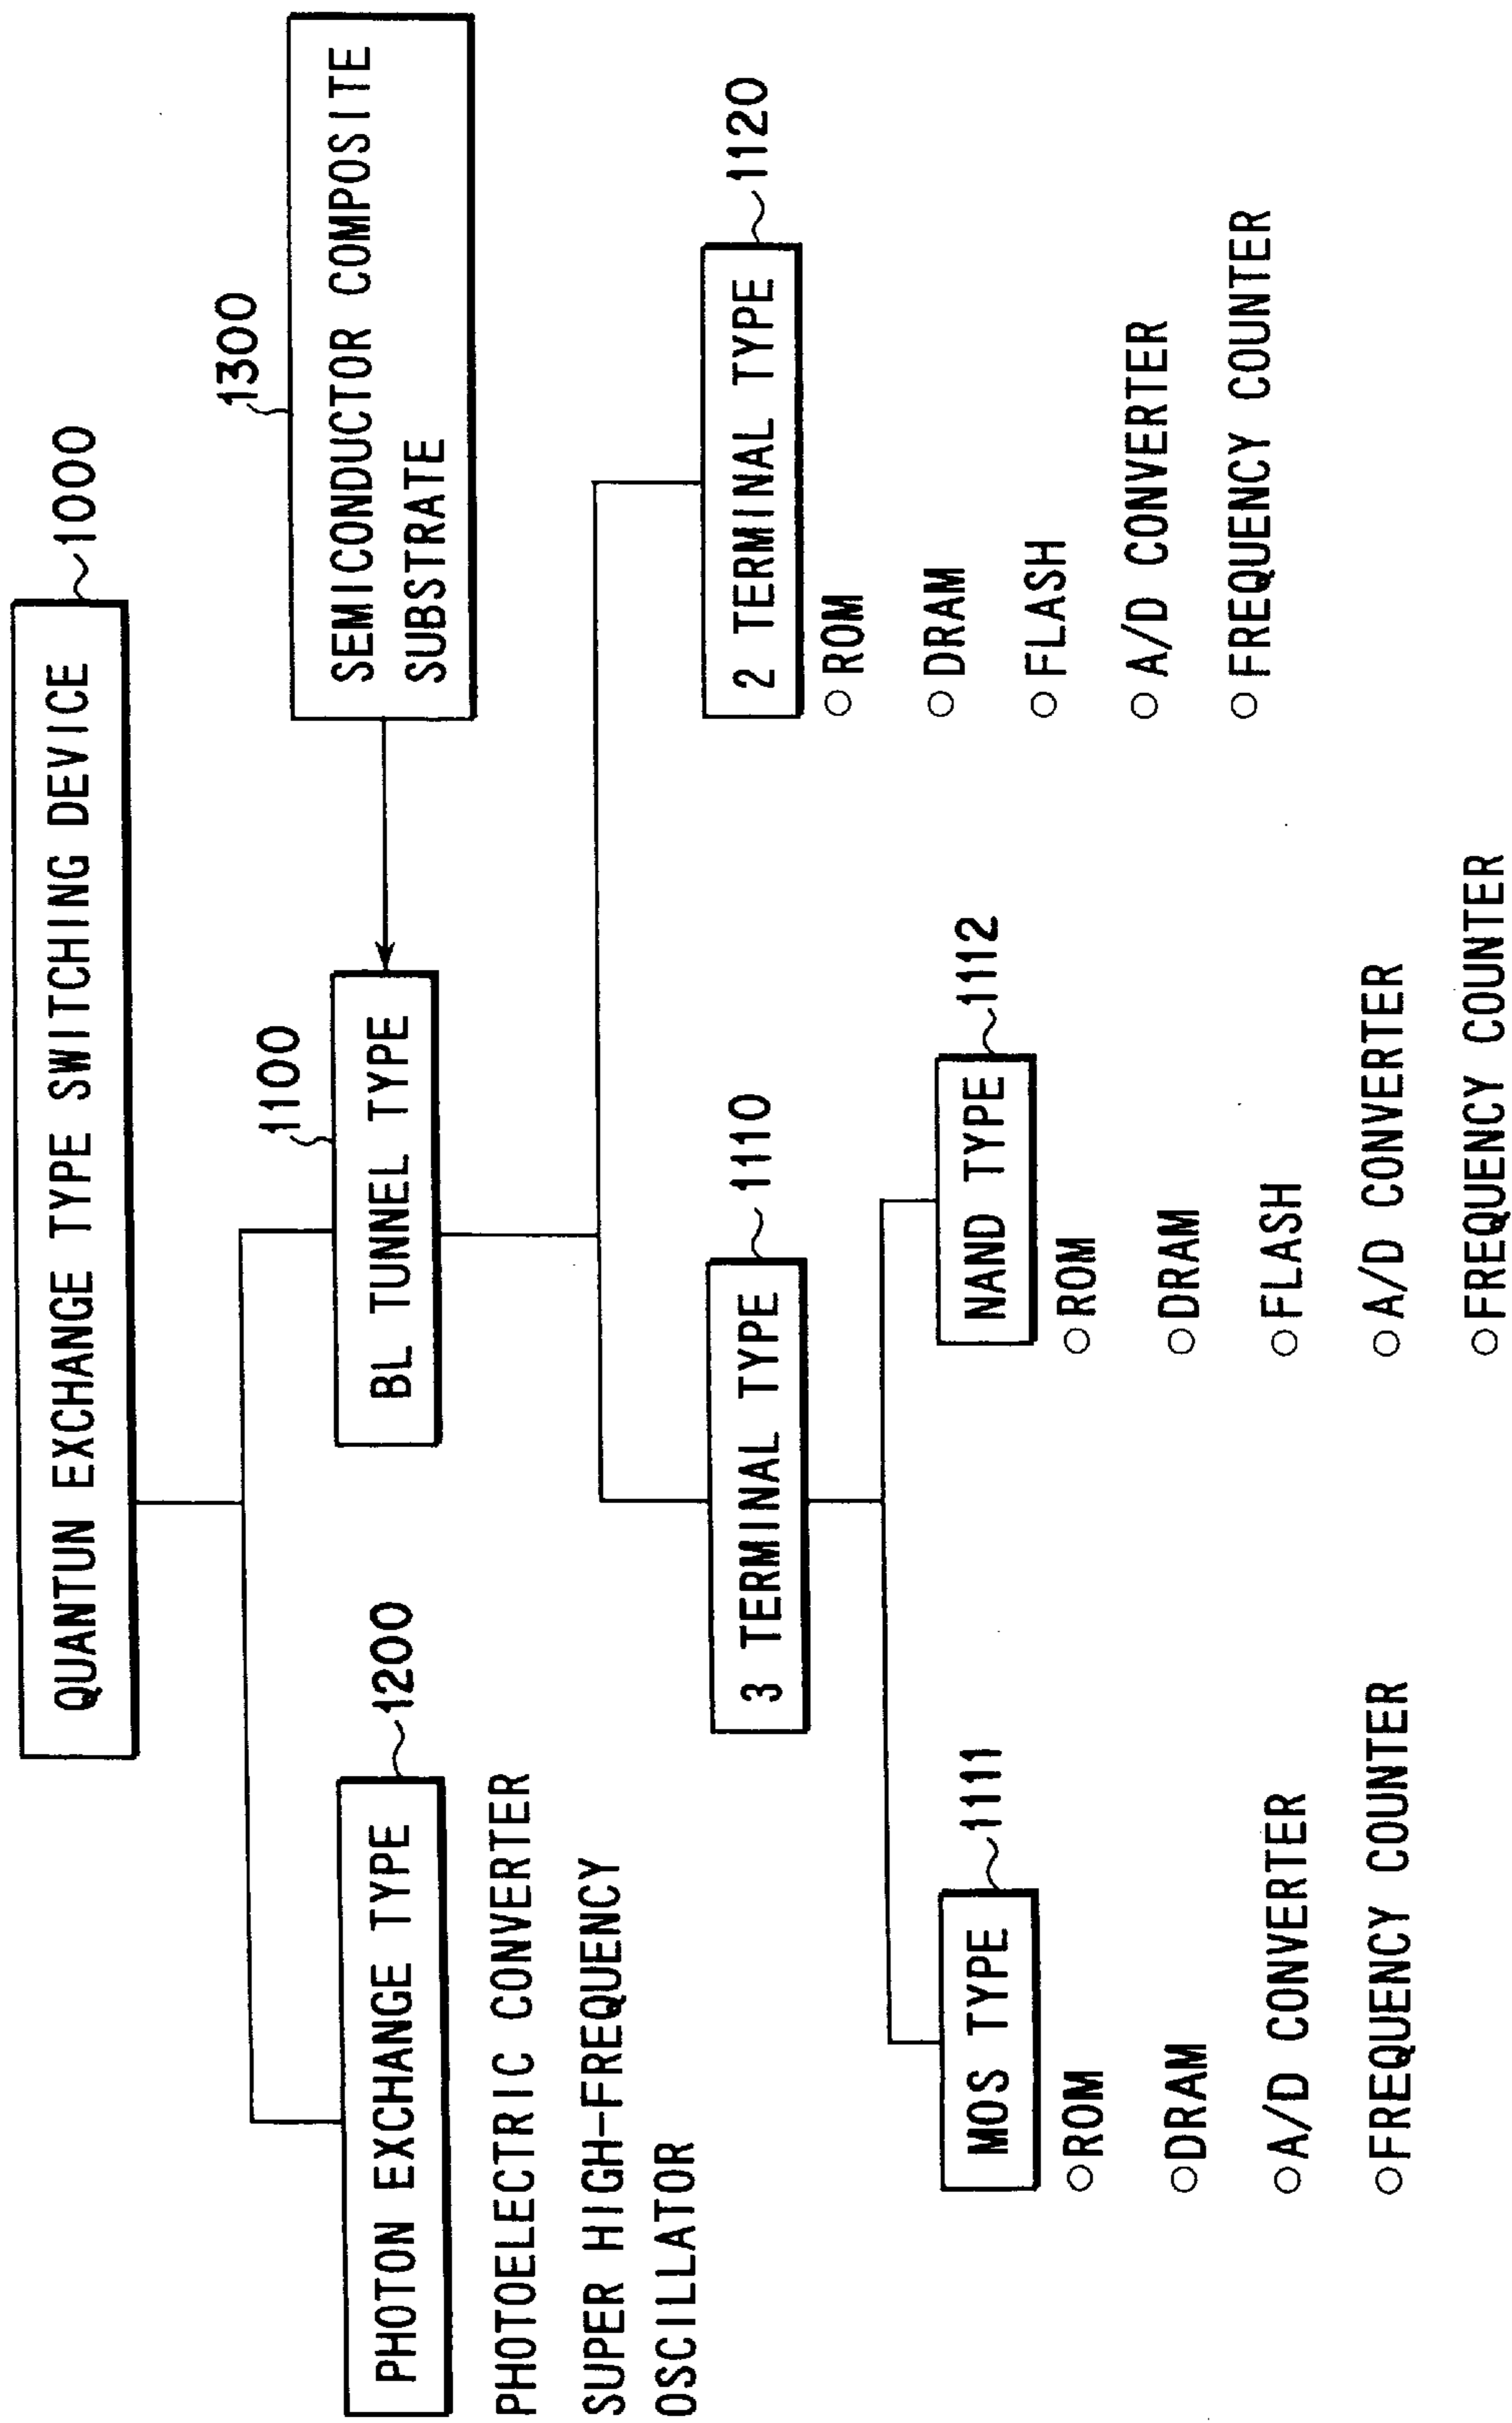 QUANTUN EXCHANGE TYPE SWITCHING DEVICE
1000
1300
SEMICONDUCTOR COMPOSITE
SUBSTRATE
PHOTON EXCHANGE TYPE
1200
BL TUNNEL TYPE
1100
PHOTOELECTRIC CONVERTER
SUPER HIGH-FREQUENCY
OSCILLATOR
3 TERMINAL TYPE
1110
2 TERMINAL TYPE
1120
○ ROM
○ DRAM
○ FLASH
○ A/D CONVERTER
○ FREQUENCY COUNTER
MOS TYPE
1111
○ ROM
○ DRAM
○ A/D CONVERTER
○ FREQUENCY COUNTER
NAND TYPE
1112
○ ROM
○ DRAM
○ FLASH
○ A/D CONVERTER
○ FREQUENCY COUNTER